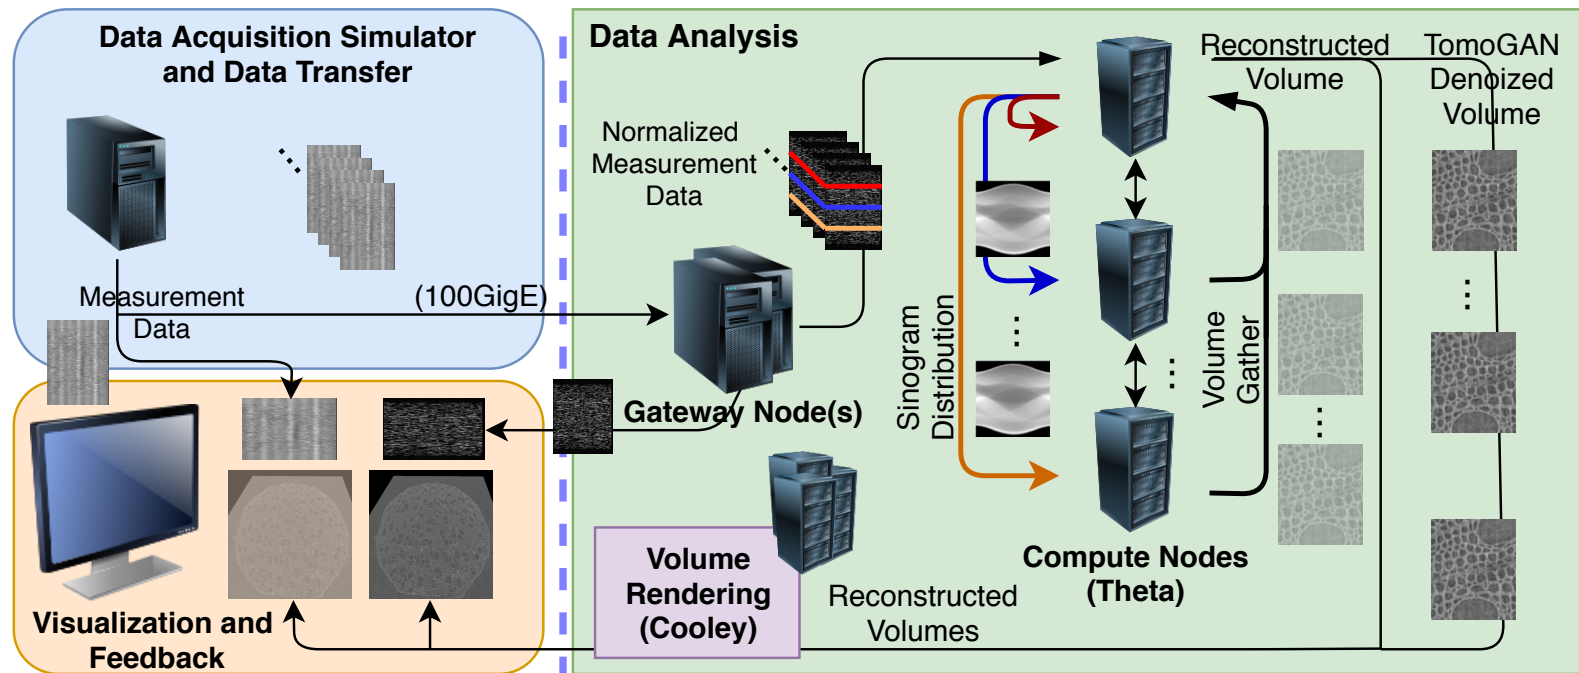 Data Acquisition Simulator
and Data Transfer
Measurement
Data
(100GigE)
Visualization and
Feedback
Data Analysis
Normalized
Measurement
Data
Gateway Node(s)
Sinogram
Distribution
Volume
Gather
Compute Nodes
(Theta)
Reconstructed
Volume
TomoGAN
Denoized
Volume
Volume
Rendering
(Cooley)
Reconstructed
Volumes